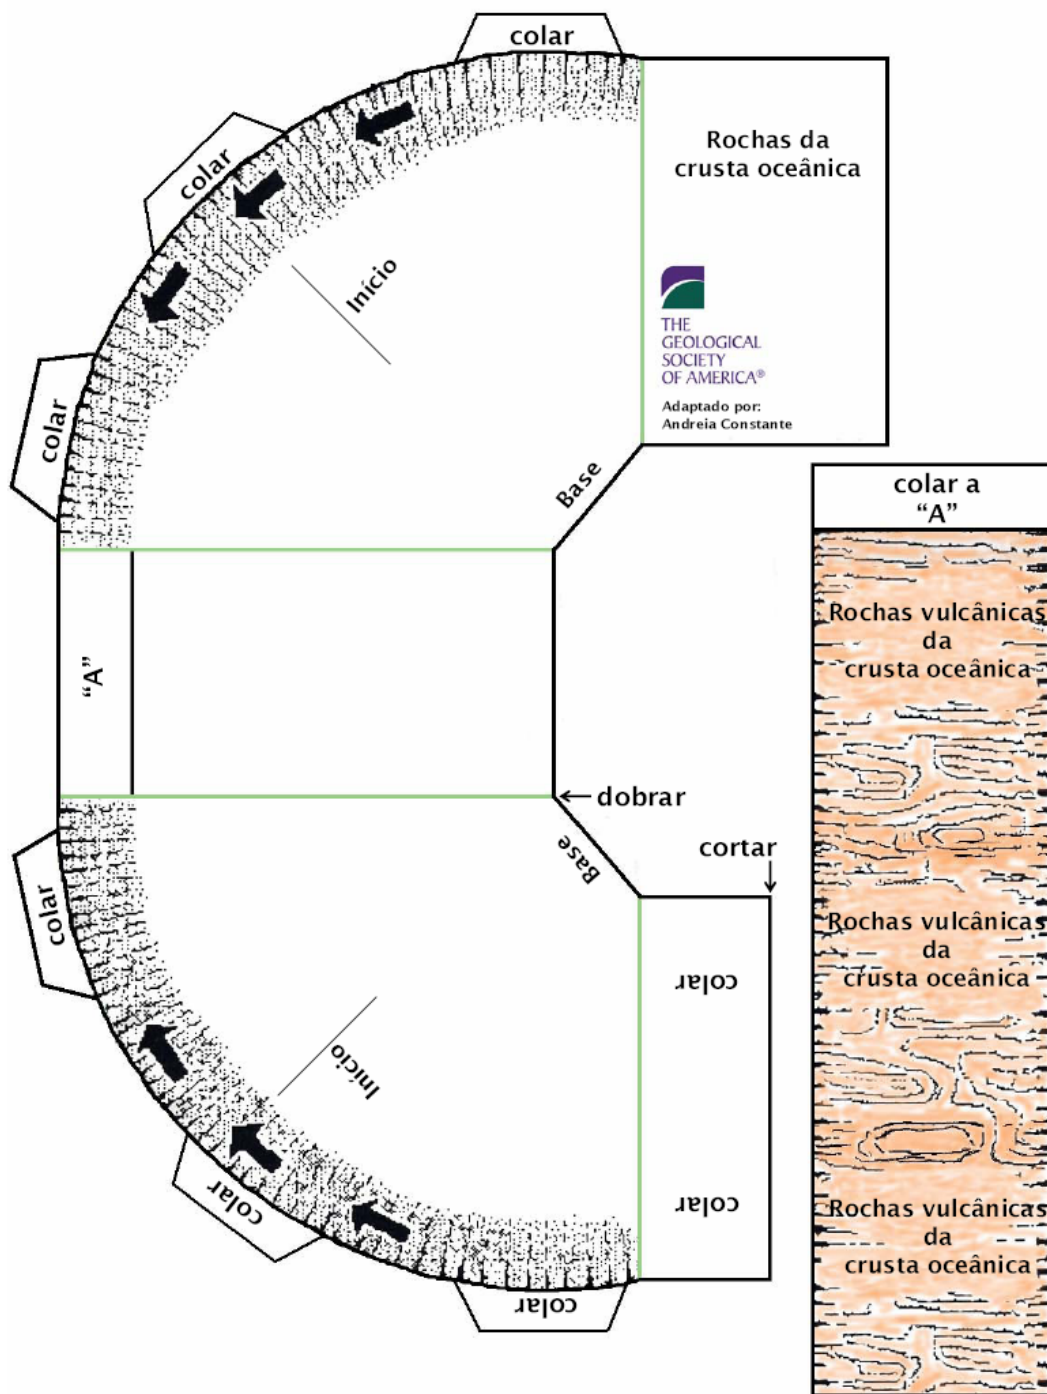 colar
colar
colar
Início
Rochas da
crusta oceânica
THE
GEOLOGICAL
SOCIETY
OF AMERICA®
Adaptado por:
Andreia Constante
Base
"A"
dobrar
Base
cortar
colar
colar
colar
Início
colar
colar
colar a
"A"
Rochas vulcânicas
da
crusta oceânica
Rochas vulcânicas
da
crusta oceânica
Rochas vulcânicas
da
crusta oceânica